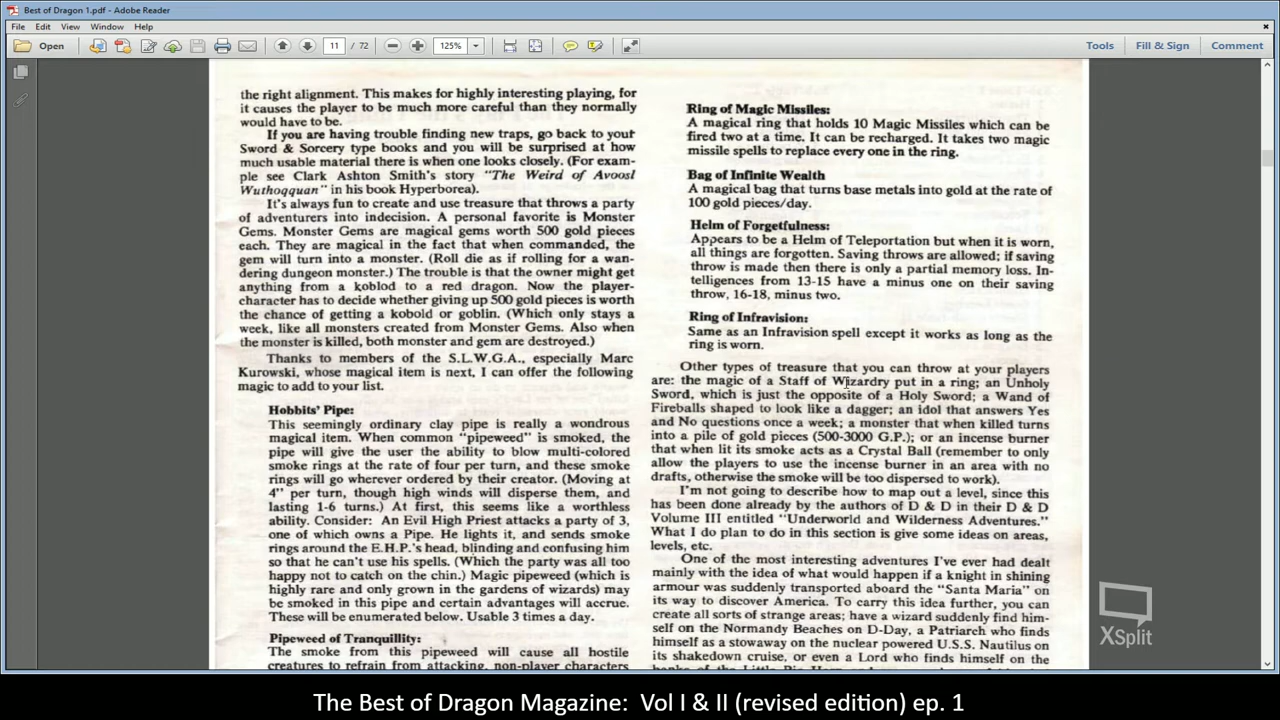 Best of Dragon 1.pdf - Adobe Reader
File Edit View Window Help
Open 11 / 72 125% Tools Fill & Sign Comment
the right alignment. This makes for highly interesting playing, for
it causes the player to be much more careful than they normally
would have to be.
If you are having trouble finding new traps, go back to your
Sword & Sorcery type books and you will be surprised at how
much usable material there is when one looks closely. (For exam-
ple see Clark Ashton Smith's story "The Weird of Avoosl
Wuthoqquan" in his book Hyperborea).
It's always fun to create and use treasure that throws a party
of adventurers into indecision. A personal favorite is Monster
Gems. Monster Gems are magical gems worth 500 gold pieces
each. They are magical in the fact that when commanded, the
gem will turn into a monster. (Roll die as if rolling for a wan-
dering dungeon monster.) The trouble is that the owner might get
anything from a koblod to a red dragon. Now the player-
character has to decide whether giving up 500 gold pieces is worth
the chance of getting a kobold or goblin. (Which only stays a
week, like all monsters created from Monster Gems. Also when
the monster is killed, both monster and gem are destroyed.)
Thanks to members of the S.L.W.G.A., especially Marc
Kurowski, whose magical item is next, I can offer the following
magic to add to your list.
Hobbits' Pipe:
This seemingly ordinary clay pipe is really a wondrous
magical item. When common "pipeweed" is smoked, the
pipe will give the user the ability to blow multi-colored
smoke rings at the rate of four per turn, and these smoke
rings will go wherever ordered by their creator. (Moving at
4" per turn, though high winds will disperse them, and
lasting 1-6 turns.) At first, this seems like a worthless
ability. Consider: An Evil High Priest attacks a party of 3,
one of which owns a Pipe. He lights it, and sends smoke
rings around the E.H.P.'s head, blinding and confusing him
so that he can't use his spells. (Which the party was all too
happy not to catch on the chin.) Magic pipeweed (which is
highly rare and only grown in the gardens of wizards) may
be smoked in this pipe and certain advantages will accrue.
These will be enumerated below. Usable 3 times a day.
Pipeweed of Tranquillity:
The smoke from this pipeweed will cause all hostile
creatures to refrain from attacking, non-player characters
Ring of Magic Missiles:
A magical ring that holds 10 Magic Missiles which can be
fired two at a time. It can be recharged. It takes two magic
missile spells to replace every one in the ring.
Bag of Infinite Wealth
A magical bag that turns base metals into gold at the rate of
100 gold pieces/day.
Helm of Forgetfulness:
Appears to be a Helm of Teleportation but when it is worn,
all things are forgotten. Saving throws are allowed; if saving
throw is made then there is only a partial memory loss. In-
telligences from 13-15 have a minus one on their saving
throw, 16-18, minus two.
Ring of Infravision:
Same as an Infravision spell except it works as long as the
ring is worn.
Other types of treasure that you can throw at your players
are: the magic of a Staff of Wizardry put in a ring; an Unholy
Sword, which is just the opposite of a Holy Sword; a Wand of
Fireballs shaped to look like a dagger; an idol that answers Yes
and No questions once a week; a monster that when killed turns
into a pile of gold pieces (500-3000 G.P.); or an incense burner
that when lit its smoke acts as a Crystal Ball (remember to only
allow the players to use the incense burner in an area with no
drafts, otherwise the smoke will be too dispersed to work).
I'm not going to describe how to map out a level, since this
has been done already by the authors of D & D in their D & D
Volume III entitled "Underworld and Wilderness Adventures."
What I do plan to do in this section is give some ideas on areas,
levels, etc.
One of the most interesting adventures I've ever had dealt
mainly with the idea of what would happen if a knight in shining
armour was suddenly transported aboard the "Santa Maria" on
its way to discover America. To carry this idea further, you can
create all sorts of strange areas; have a wizard suddenly find him-
self on the Normandy Beaches on D-Day, a Patriarch who finds
himself as a stowaway on the nuclear powered U.S.S. Nautilus on
its shakedown cruise, or even a Lord who finds himself on the
XSplit
The Best of Dragon Magazine: Vol I & II (revised edition) ep. 1